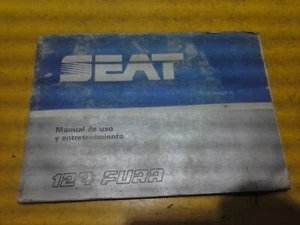 SEAT
Manual de uso
y entretenimiento
127 FURA